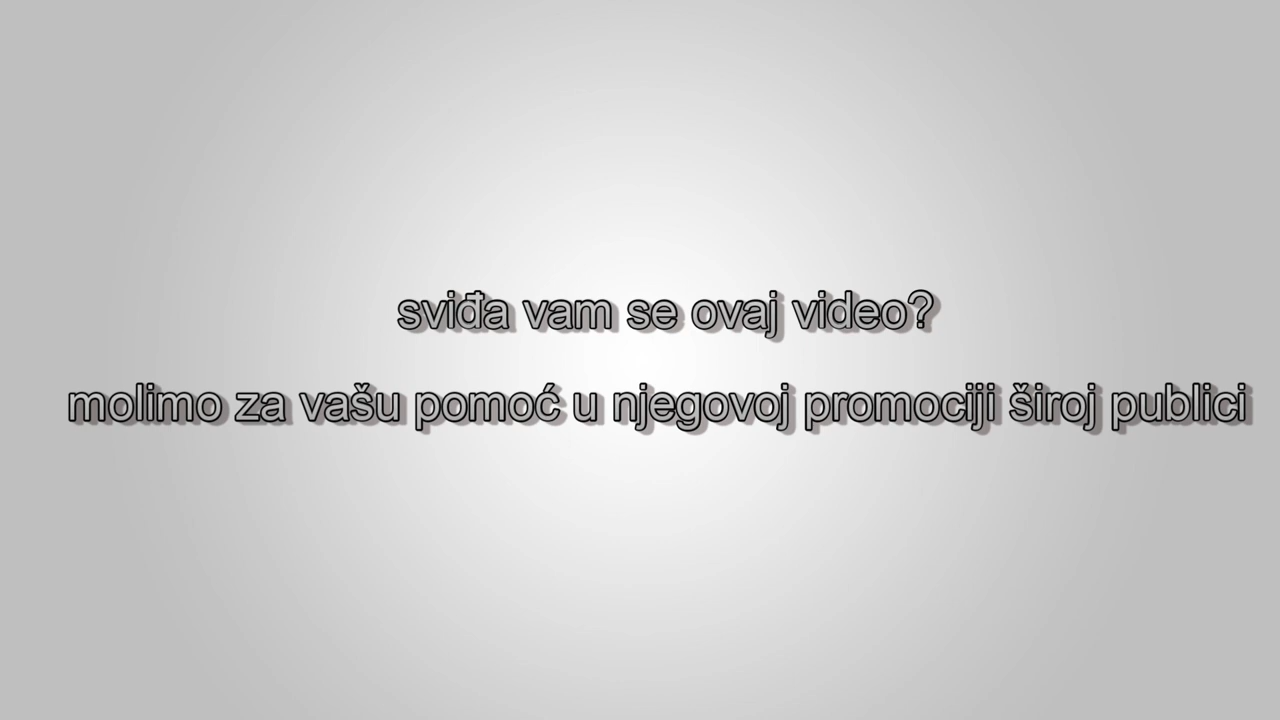 sviđa vam se ovaj video?
molimo za vašu pomoć u njegovoj promociji široj publici